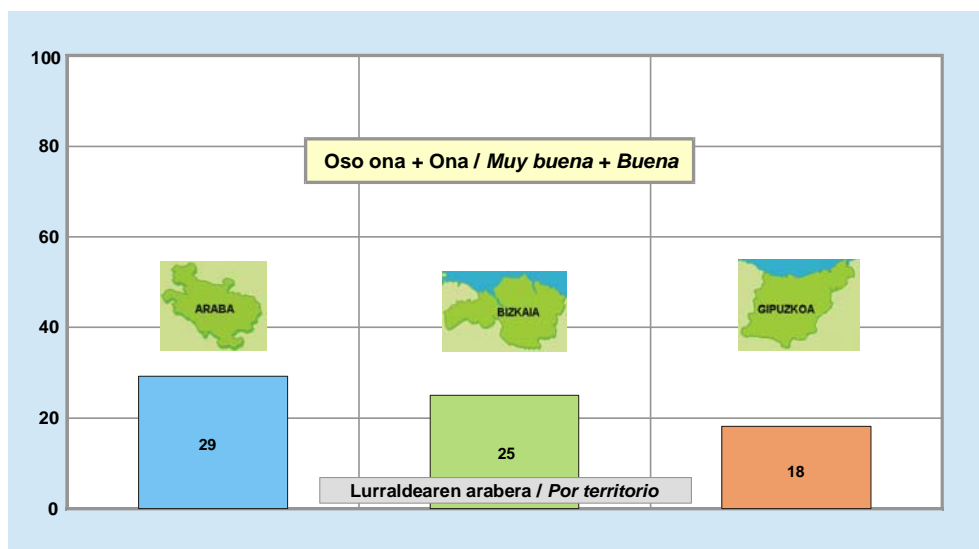 100
80
60
40
20
0
Oso ona + Ona / Muy buena + Buena
ARABA
BIZKAIA
GIPUZKOA
29
25
18
Lurraldearen arabera / Por territorio